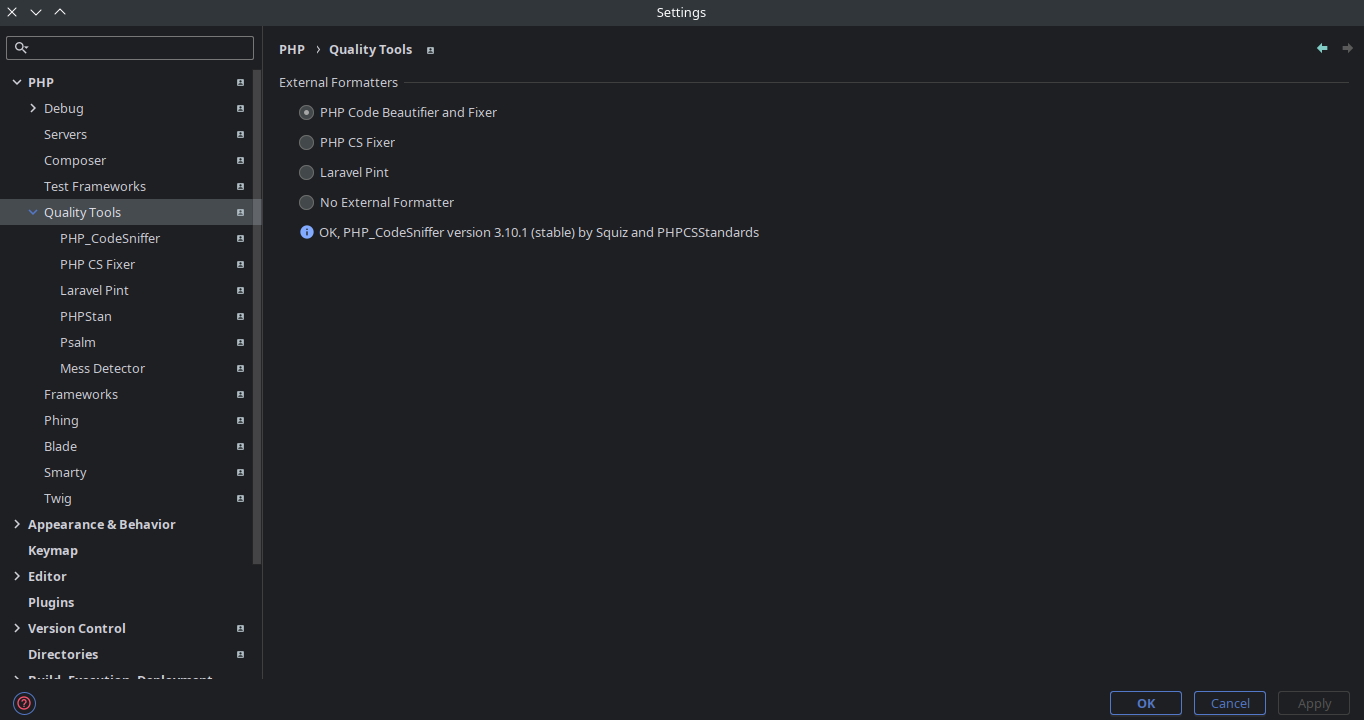 Settings
PHP › Quality Tools
PHP
Debug
Servers
Composer
Test Frameworks
Quality Tools
PHP_CodeSniffer
PHP CS Fixer
Laravel Pint
PHPStan
Psalm
Mess Detector
Frameworks
Phing
Blade
Smarty
Twig
Appearance & Behavior
Keymap
Editor
Plugins
Version Control
Directories
Build, Execution, Deployment
External Formatters
PHP Code Beautifier and Fixer
PHP CS Fixer
Laravel Pint
No External Formatter
OK, PHP_CodeSniffer version 3.10.1 (stable) by Squiz and PHPCSStandards
OK Cancel Apply